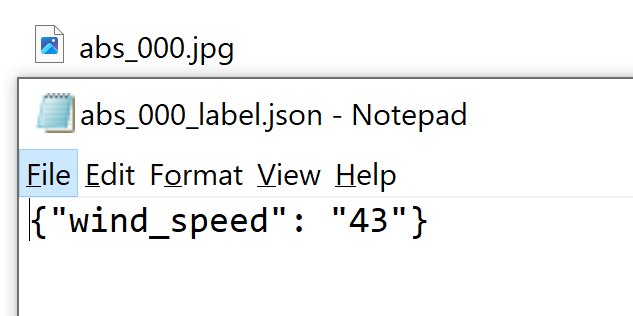 abs_000.jpg
abs_000_label.json - Notepad
File Edit Format View Help
{"wind_speed": "43"}